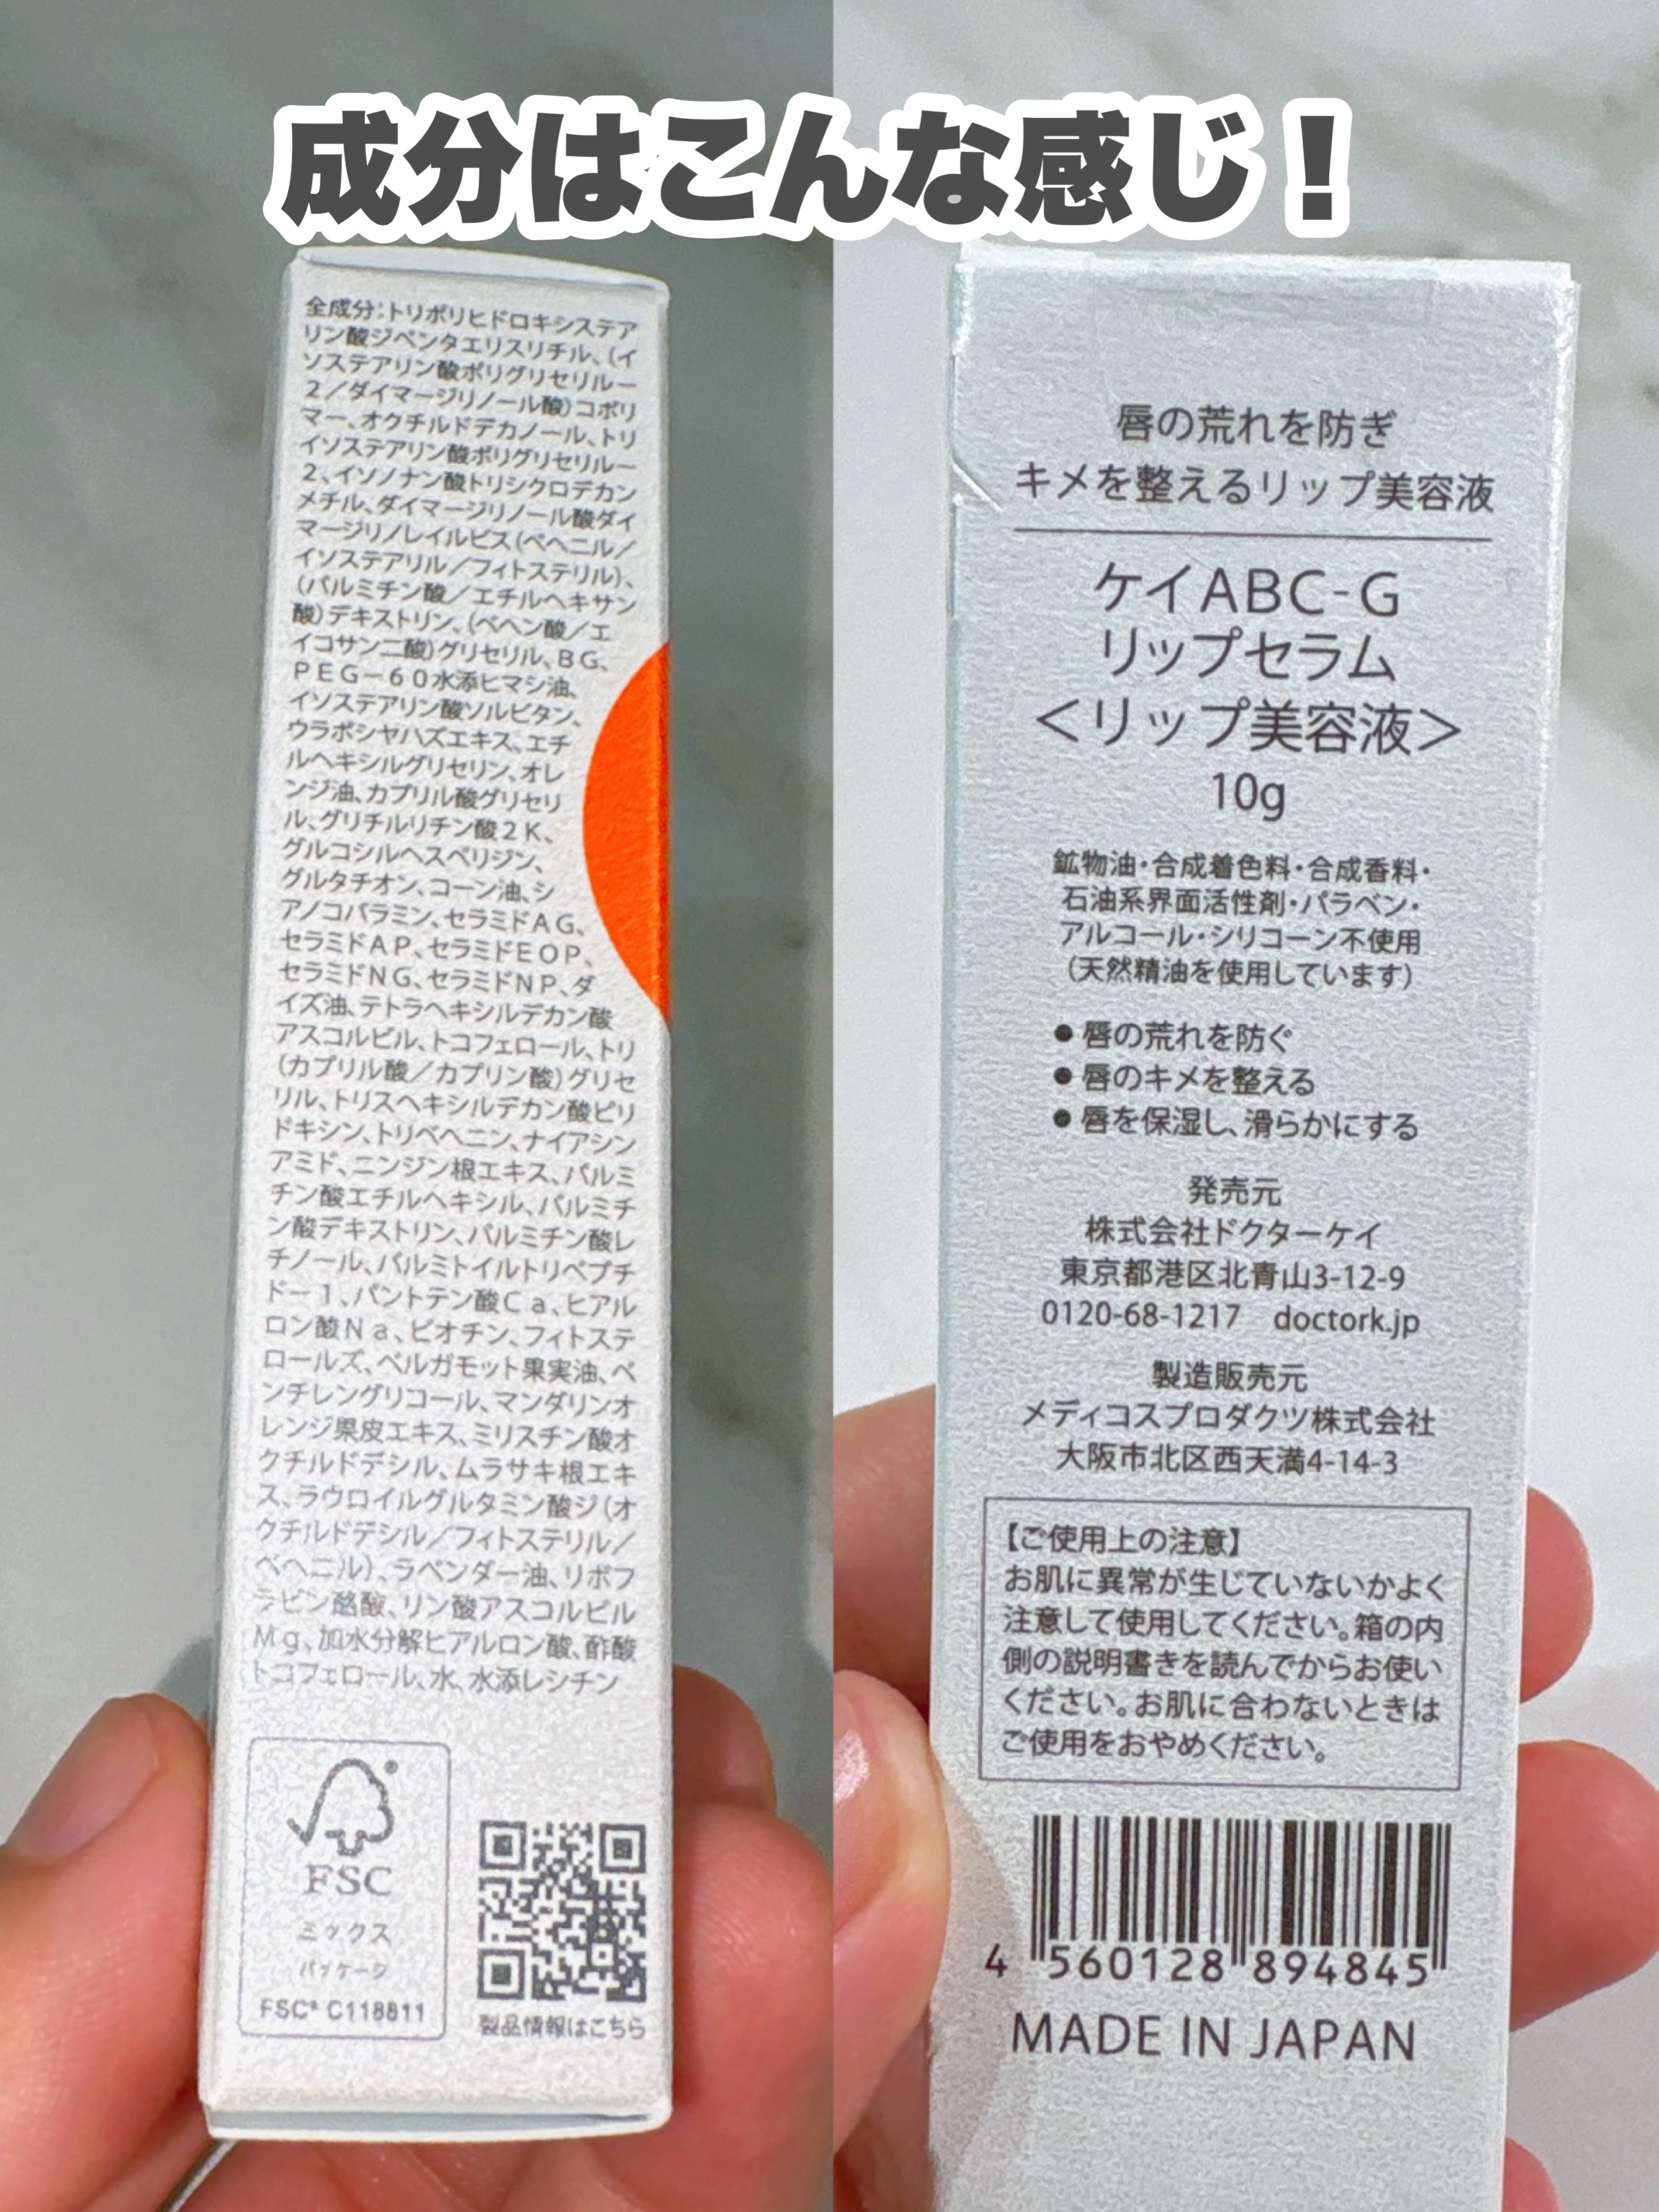 成分はこんな感じ！
全成分：トリポリヒドロキシステア
リン酸ジペンタエリスリチル、（イ
ソステアリン酸ポリグリセリル－
２／ダイマージリノール酸）コポリ
マー、オクチルドデカノール、トリ
イソステアリン酸ポリグリセリル－
２、イソノナン酸トリシクロデカン
メチル、ダイマージリノール酸ダイ
マージリノレイルビス（ベヘニル／
イソステアリル／フィトステリル）、
（パルミチン酸／エチルヘキサン
酸）デキストリン、（ベヘン酸／エ
イコサン二酸）グリセリル、ＢＧ、
ＰＥＧ－６０水添ヒマシ油、
イソステアリン酸ソルビタン、
ウラボシヤハズエキス、エチ
ルヘキシルグリセリン、オレ
ンジ油、カプリル酸グリセリ
ル、グリチルリチン酸２Ｋ、
グルコシルヘスペリジン、
グルタチオン、コーン油、シ
アノコバラミン、セラミドＡＧ、
セラミドＡＰ、セラミドＥＯＰ、
セラミドＮＧ、セラミドＮＰ、ダ
イズ油、テトラヘキシルデカン酸
アスコルビル、トコフェロール、トリ
（カプリル酸／カプリン酸）グリセ
リル、トリスヘキシルデカン酸ピリ
ドキシン、トリベヘニン、ナイアシン
アミド、ニンジン根エキス、パルミ
チン酸エチルヘキシル、パルミチ
ン酸デキストリン、パルミチン酸レ
チノール、パルミトイルトリペプチ
ド－１、パントテン酸Ｃａ、ヒアル
ロン酸Ｎａ、ビオチン、フィトステ
ロールズ、ベルガモット果実油、ペ
ンチレングリコール、マンダリンオ
レンジ果皮エキス、ミリスチン酸オ
クチルドデシル、ムラサキ根エキ
ス、ラウロイルグルタミン酸ジ（オ
クチルドデシル／フィトステリル／
ベヘニル）、ラベンダー油、リボフ
ラビン酪酸、リン酸アスコルビル
Ｍｇ、加水分解ヒアルロン酸、酢酸
トコフェロール、水、水添レシチン
FSC
ミックス
パッケージ
FSC® C118811
製品情報はこちら
唇の荒れを防ぎ
キメを整えるリップ美容液
ケイABC-G
リップセラム
＜リップ美容液＞
10g
鉱物油・合成着色料・合成香料・
石油系界面活性剤・パラベン・
アルコール・シリコーン不使用
（天然精油を使用しています）
● 唇の荒れを防ぐ
● 唇のキメを整える
● 唇を保湿し、滑らかにする
発売元
株式会社ドクターケイ
東京都港区北青山3-12-9
0120-68-1217 doctork.jp
製造販売元
メディコスプロダクツ株式会社
大阪市北区西天満4-14-3
【ご使用上の注意】
お肌に異常が生じていないかよく
注意して使用してください。箱の内
側の説明書きを読んでからお使い
ください。お肌に合わないときは
ご使用をおやめください。
4 560128 894845
MADE IN JAPAN